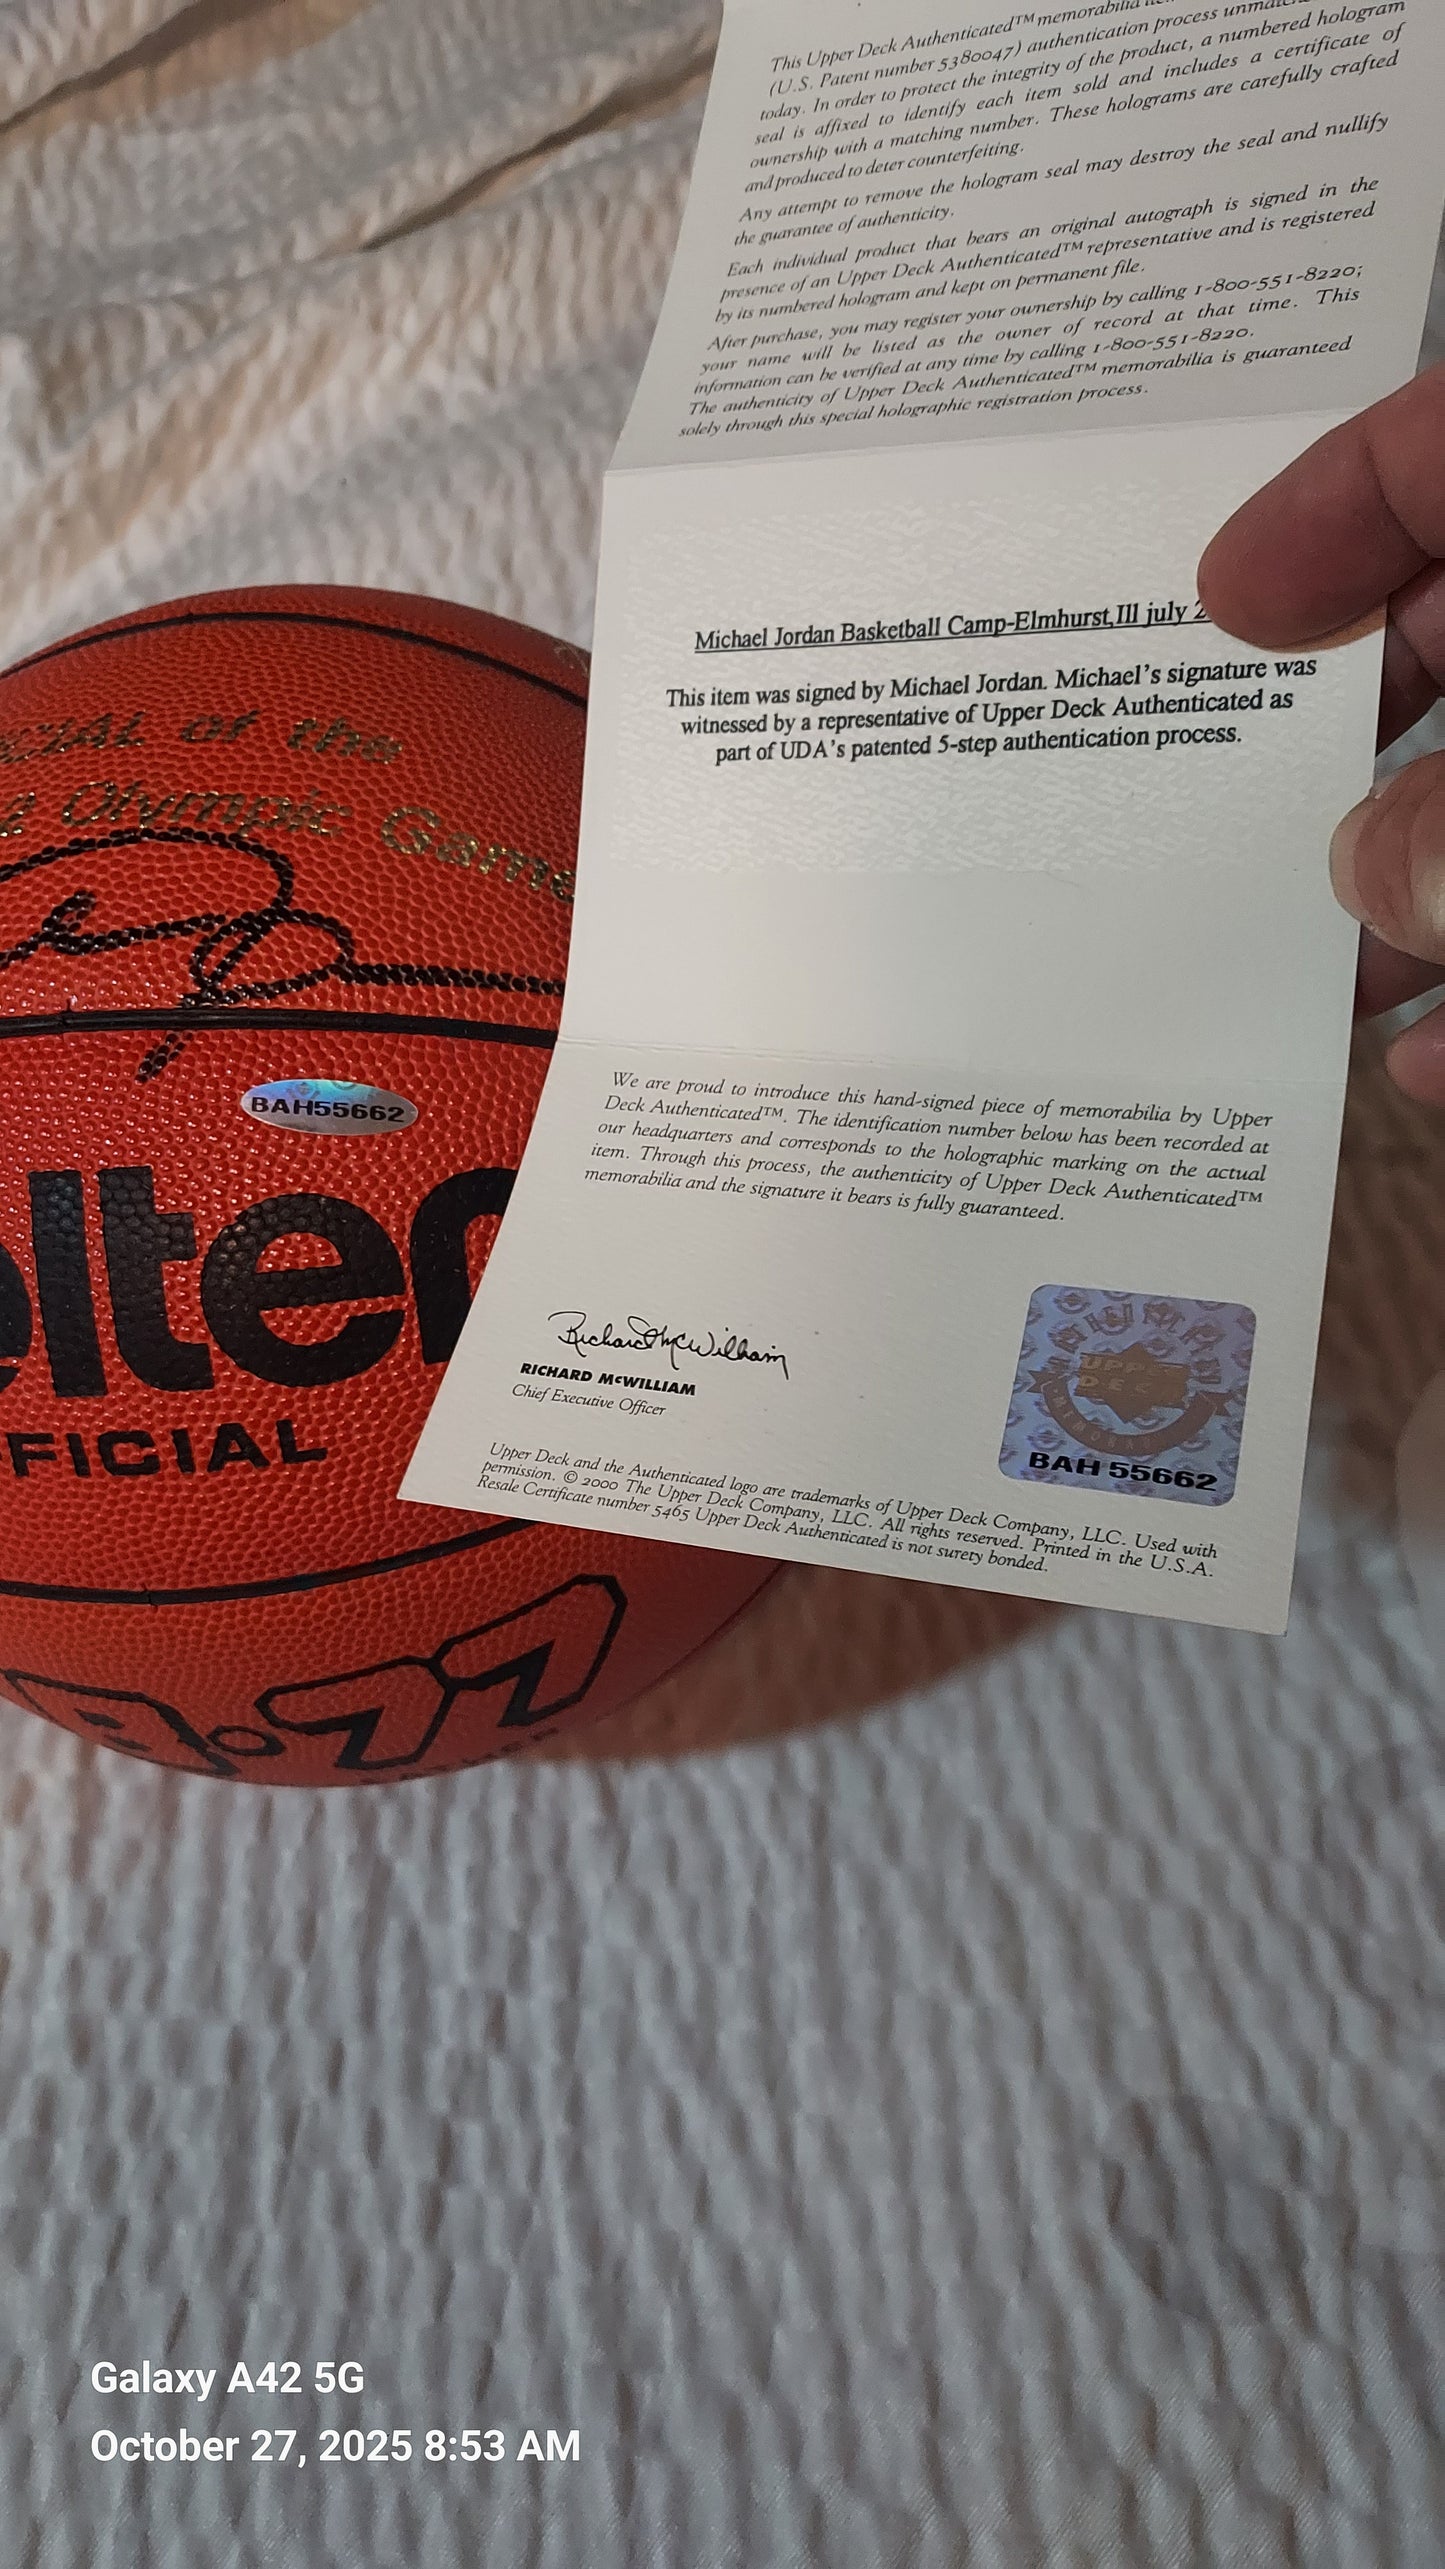 This Upper Deck Authenticated™ memorabilia
(U.S. Patent number 5380047) authentication process
today. In order to protect the integrity of the product, a numbered hologram
seal is affixed to identify each item sold and includes a certificate of
ownership with a matching number. These holograms are carefully crafted
and produced to deter counterfeiting.
Any attempt to remove the hologram seal may destroy the seal and nullify
the guarantee of authenticity.
Each individual product that bears an original autograph is signed in the
presence of an Upper Deck Authenticated™ representative and is registered
by its numbered hologram and kept on permanent file.
After purchase, you may register your ownership by calling 1-800-551-8220;
your name will be listed as the owner of record at that time. This
information can be verified at any time by calling 1-800-551-8220.
The authenticity of Upper Deck Authenticated™ memorabilia is guaranteed
solely through this special holographic registration process.
Michael Jordan Basketball Camp-Elmhurst,Ill july 2
This item was signed by Michael Jordan. Michael's signature was
witnessed by a representative of Upper Deck Authenticated as
part of UDA's patented 5-step authentication process.
We are proud to introduce this hand-signed piece of memorabilia by Upper
Deck Authenticated™. The identification number below has been recorded at
our headquarters and corresponds to the holographic marking on the actual
item. Through this process, the authenticity of Upper Deck Authenticated™
memorabilia and the signature it bears is fully guaranteed.
Richard McWilliam
RICHARD McWILLIAM
Chief Executive Officer
UPPER
DECK
BAH 55662
Upper Deck and the Authenticated logo are trademarks of Upper Deck Company, LLC. Used with
permission. © 2000 The Upper Deck Company, LLC. All rights reserved. Printed in the U.S.A.
Resale Certificate number 5465 Upper Deck Authenticated is not surety bonded.
CIAL of the
Olympic Game
BAH55662
lten
FICIAL
Galaxy A42 5G
October 27, 2025 8:53 AM